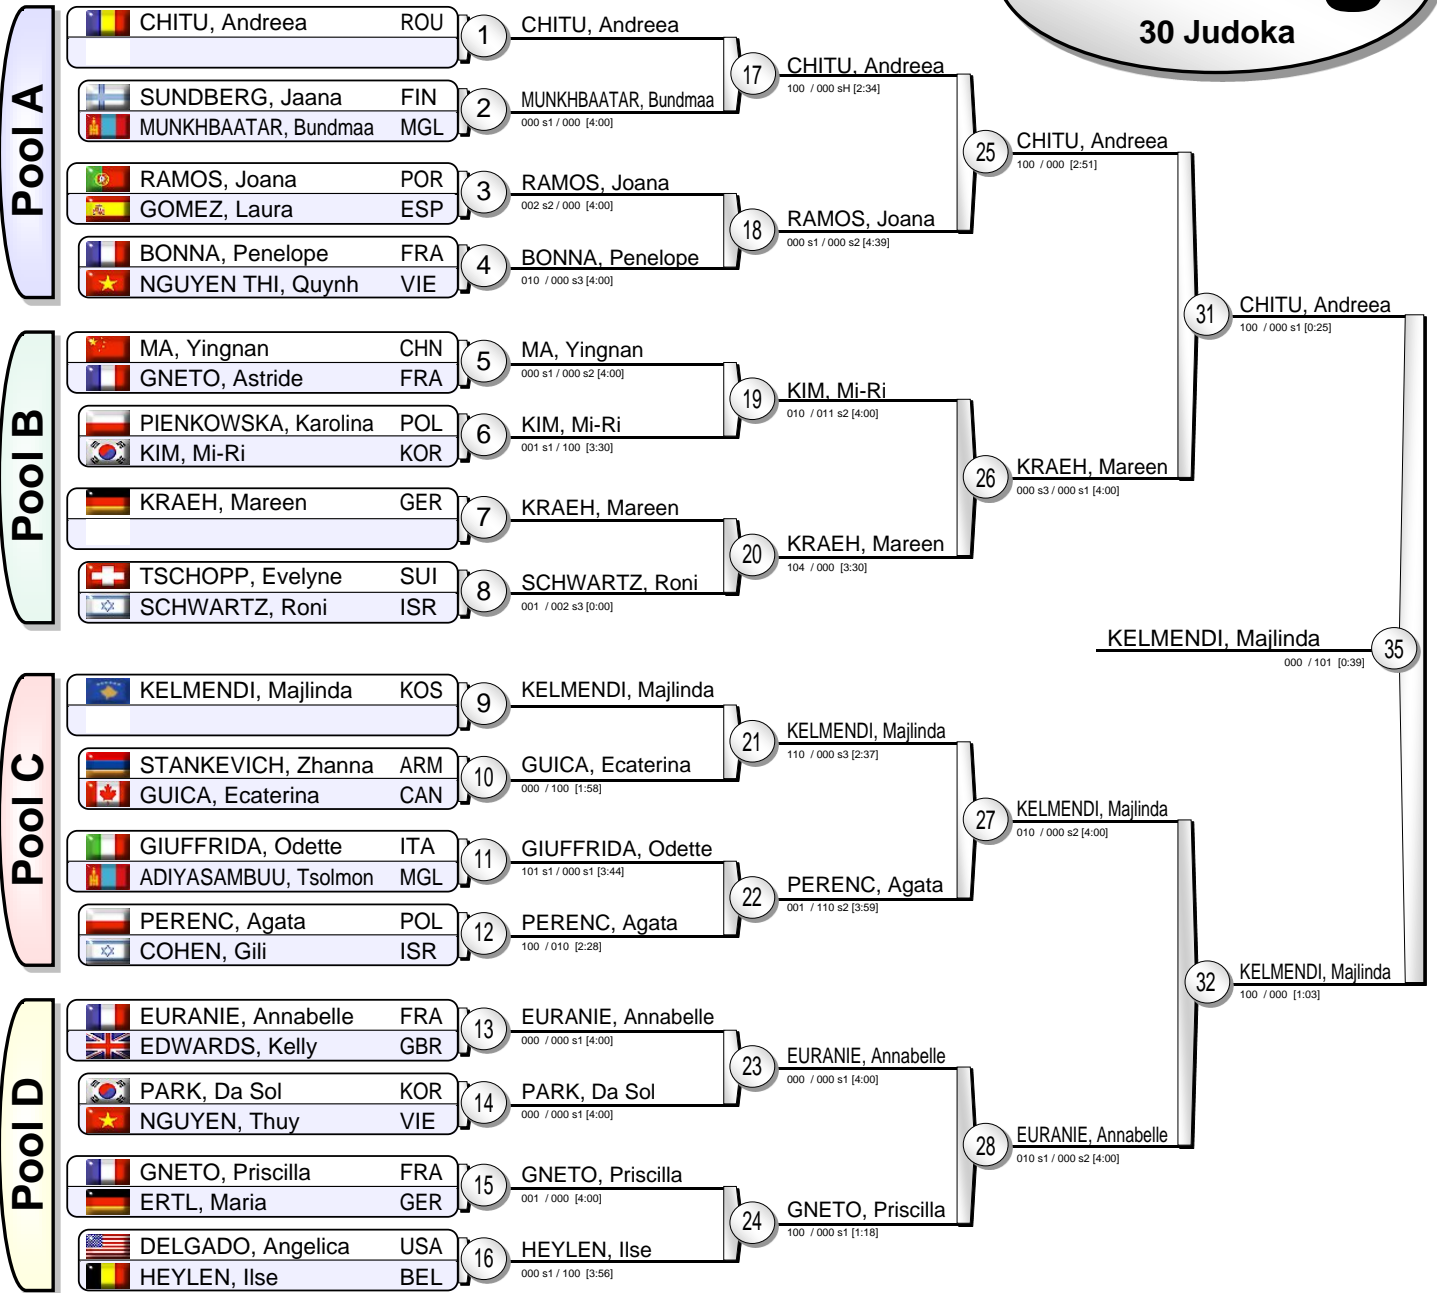 30 Judoka
Pool A
CHITU, Andreea ROU
1
SUNDBERG, Jaana FIN
MUNKHBAATAR, Bundmaa MGL
2
RAMOS, Joana POR
GOMEZ, Laura ESP
3
BONNA, Penelope FRA
NGUYEN THI, Quynh VIE
4
Pool B
MA, Yingnan CHN
GNETO, Astride FRA
5
PIENKOWSKA, Karolina POL
KIM, Mi-Ri KOR
6
KRAEH, Mareen GER
7
TSCHOPP, Evelyne SUI
SCHWARTZ, Roni ISR
8
Pool C
KELMENDI, Majlinda KOS
9
STANKEVICH, Zhanna ARM
GUICA, Ecaterina CAN
10
GIUFFRIDA, Odette ITA
ADIYASAMBUU, Tsolmon MGL
11
PERENC, Agata POL
COHEN, Gili ISR
12
Pool D
EURANIE, Annabelle FRA
EDWARDS, Kelly GBR
13
PARK, Da Sol KOR
NGUYEN, Thuy VIE
14
GNETO, Priscilla FRA
ERTL, Maria GER
15
DELGADO, Angelica USA
HEYLEN, Ilse BEL
16
CHITU, Andreea
MUNKHBAATAR, Bundmaa
000 s1 / 000 [4:00]
17
RAMOS, Joana
002 s2 / 000 [4:00]
BONNA, Penelope
010 / 000 s3 [4:00]
18
MA, Yingnan
000 s1 / 000 s2 [4:00]
KIM, Mi-Ri
001 s1 / 100 [3:30]
19
KRAEH, Mareen
SCHWARTZ, Roni
001 / 002 s3 [0:00]
20
KELMENDI, Majlinda
GUICA, Ecaterina
000 / 100 [1:58]
21
GIUFFRIDA, Odette
101 s1 / 000 s1 [3:44]
PERENC, Agata
100 / 010 [2:28]
22
EURANIE, Annabelle
000 / 000 s1 [4:00]
PARK, Da Sol
000 / 000 s1 [4:00]
23
GNETO, Priscilla
001 / 000 [4:00]
HEYLEN, Ilse
000 s1 / 100 [3:56]
24
CHITU, Andreea
100 / 000 sH [2:34]
RAMOS, Joana
000 s1 / 000 s2 [4:39]
25
KIM, Mi-Ri
010 / 011 s2 [4:00]
KRAEH, Mareen
104 / 000 [3:30]
26
KELMENDI, Majlinda
110 / 000 s3 [2:37]
PERENC, Agata
001 / 110 s2 [3:59]
27
EURANIE, Annabelle
000 / 000 s1 [4:00]
GNETO, Priscilla
100 / 000 s1 [1:18]
28
CHITU, Andreea
100 / 000 [2:51]
KRAEH, Mareen
000 s3 / 000 s1 [4:00]
31
KELMENDI, Majlinda
010 / 000 s2 [4:00]
EURANIE, Annabelle
010 s1 / 000 s2 [4:00]
32
CHITU, Andreea
100 / 000 s1 [0:25]
KELMENDI, Majlinda
100 / 000 [1:03]
35
KELMENDI, Majlinda
000 / 101 [0:39]